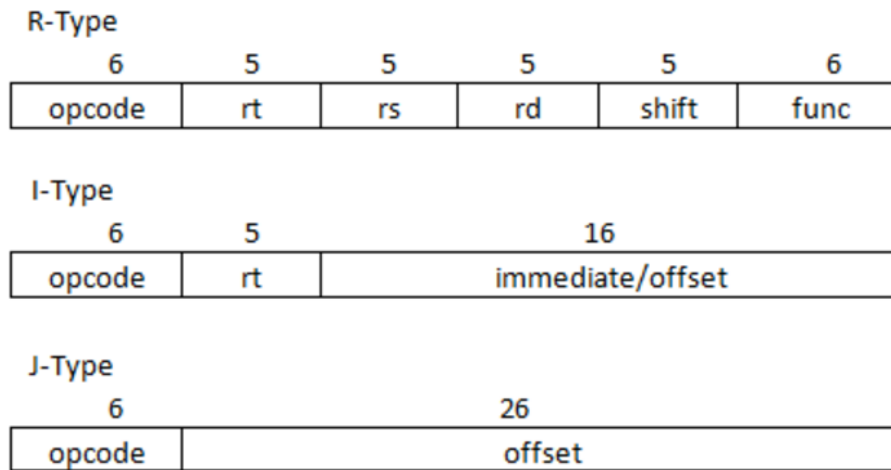 R-Type
6 5 5 5 5 6
opcode rt rs rd shift func
I-Type
6 5 16
opcode rt immediate/offset
J-Type
6 26
opcode offset